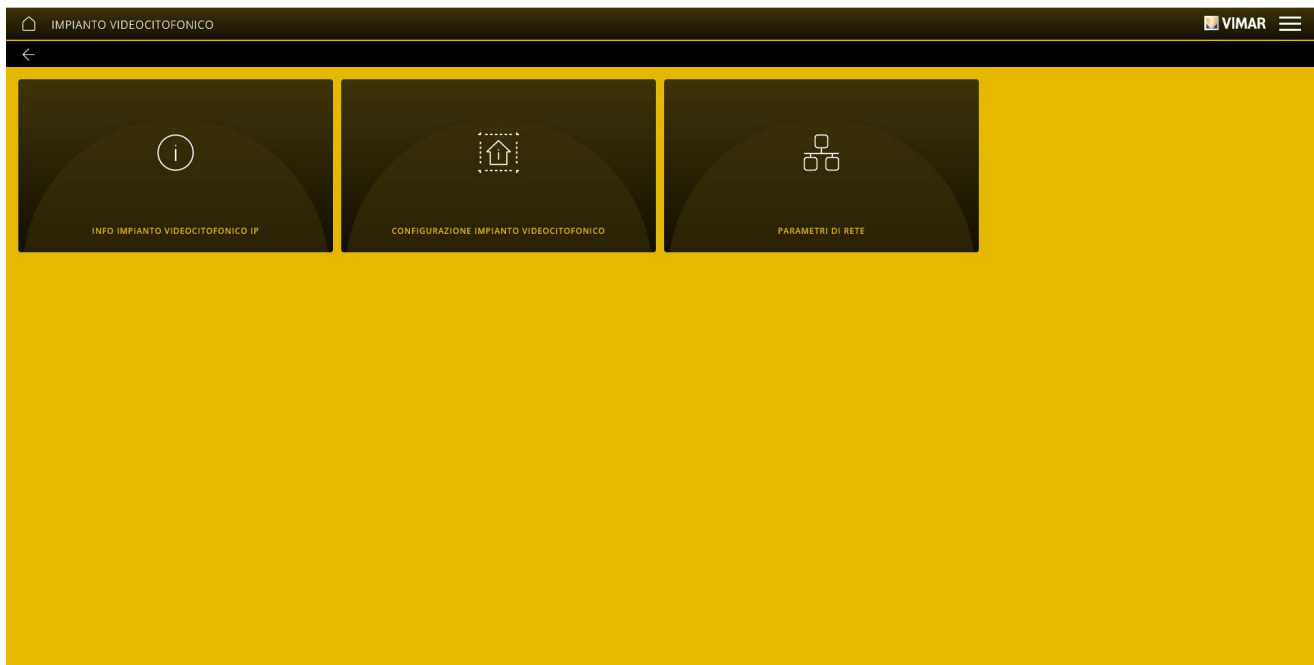 IMPIANTO VIDEOCITOFONICO
VIMAR
INFO IMPIANTO VIDEOCITOFONICO IP
CONFIGURAZIONE IMPIANTO VIDEOCITOFONICO
PARAMETRI DI RETE